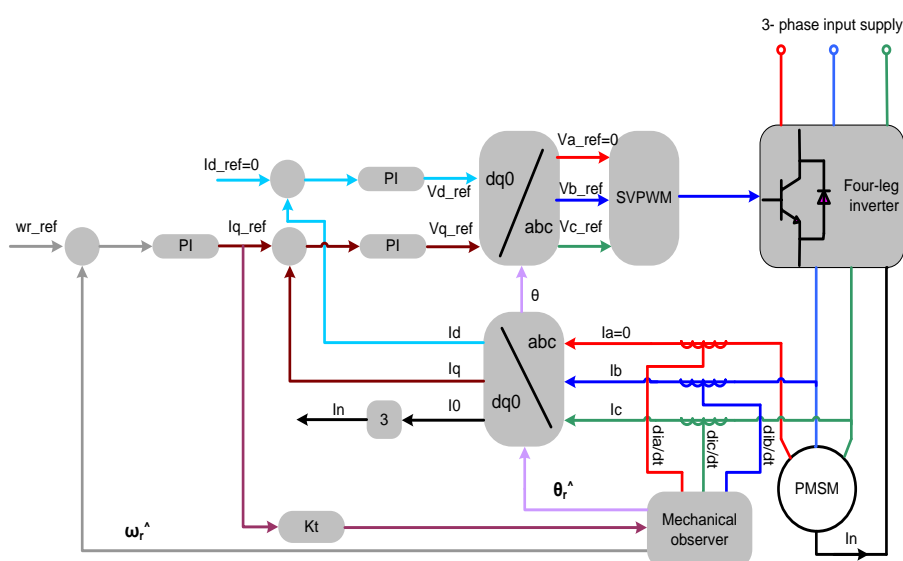 3- phase input supply
Va_ref=0
Id_ref=0
PI
Vd_ref
dq0
Vb_ref
SVPWM
Four-leg
inverter
wr_ref
PI
Iq_ref
PI
Vq_ref
abc
Vc_ref
θ
Id
abc
Ia=0
Iq
Ib
In
3
I0
dq0
Ic
dia/dt
dic/dt
dib/dt
PMSM
θr^
Kt
Mechanical
observer
ωr^
In